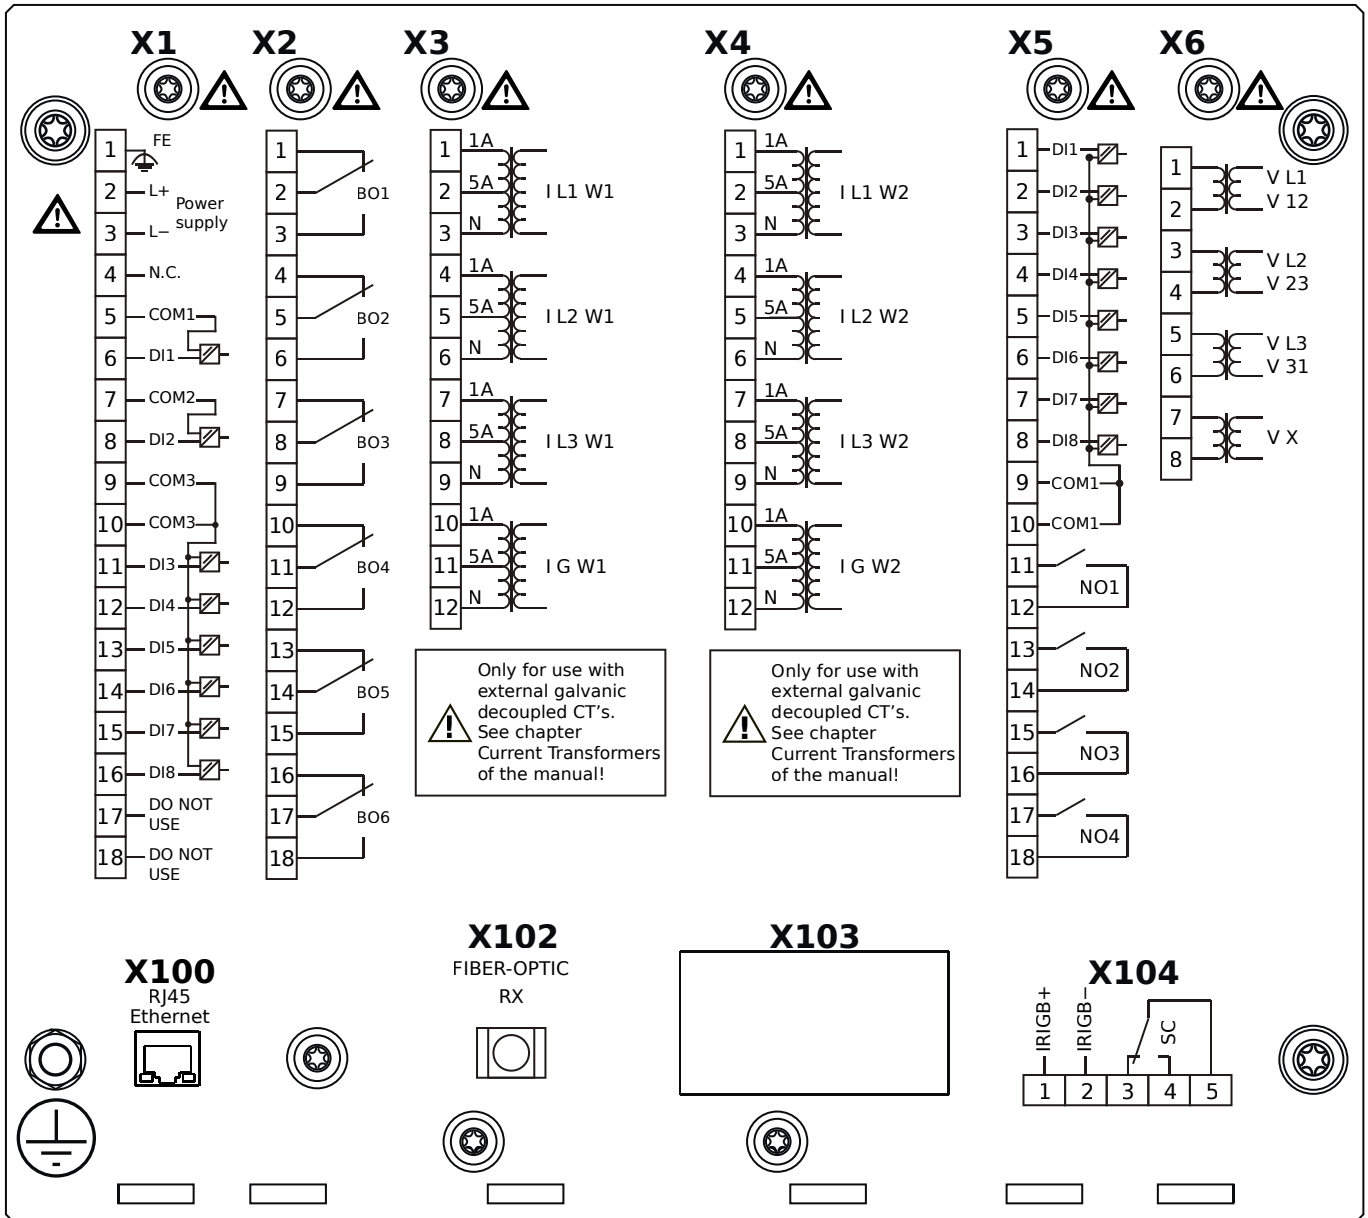 X1
1
FE
2
L+
Power
supply
3
L−
4
N.C.
5
COM1
6
DI1
7
COM2
8
DI2
9
COM3
10
COM3
11
DI3
12
DI4
13
DI5
14
DI6
15
DI7
16
DI8
17
DO NOT
USE
18
DO NOT
USE
X2
1
2
BO1
3
4
5
BO2
6
7
8
BO3
9
10
11
BO4
12
13
14
BO5
15
16
17
BO6
18
X3
1 1A
2 5A I L1 W1
3 N
4 1A
5 5A I L2 W1
6 N
7 1A
8 5A I L3 W1
9 N
10 1A
11 5A I G W1
12 N
Only for use with
external galvanic
decoupled CT's.
See chapter
Current Transformers
of the manual!
X4
1 1A
2 5A I L1 W2
3 N
4 1A
5 5A I L2 W2
6 N
7 1A
8 5A I L3 W2
9 N
10 1A
11 5A I G W2
12 N
Only for use with
external galvanic
decoupled CT's.
See chapter
Current Transformers
of the manual!
X5
1 DI1
2 DI2
3 DI3
4 DI4
5 DI5
6 DI6
7 DI7
8 DI8
9 COM1
10 COM1
11
NO1
12
13
NO2
14
15
NO3
16
17
NO4
18
X6
1
V L1
V 12
2
3
V L2
V 23
4
5
V L3
V 31
6
7
V X
8
X100
RJ45
Ethernet
X102
FIBER-OPTIC
RX
X103
X104
IRIGB+
IRIGB−
SC
1 2 3 4 5